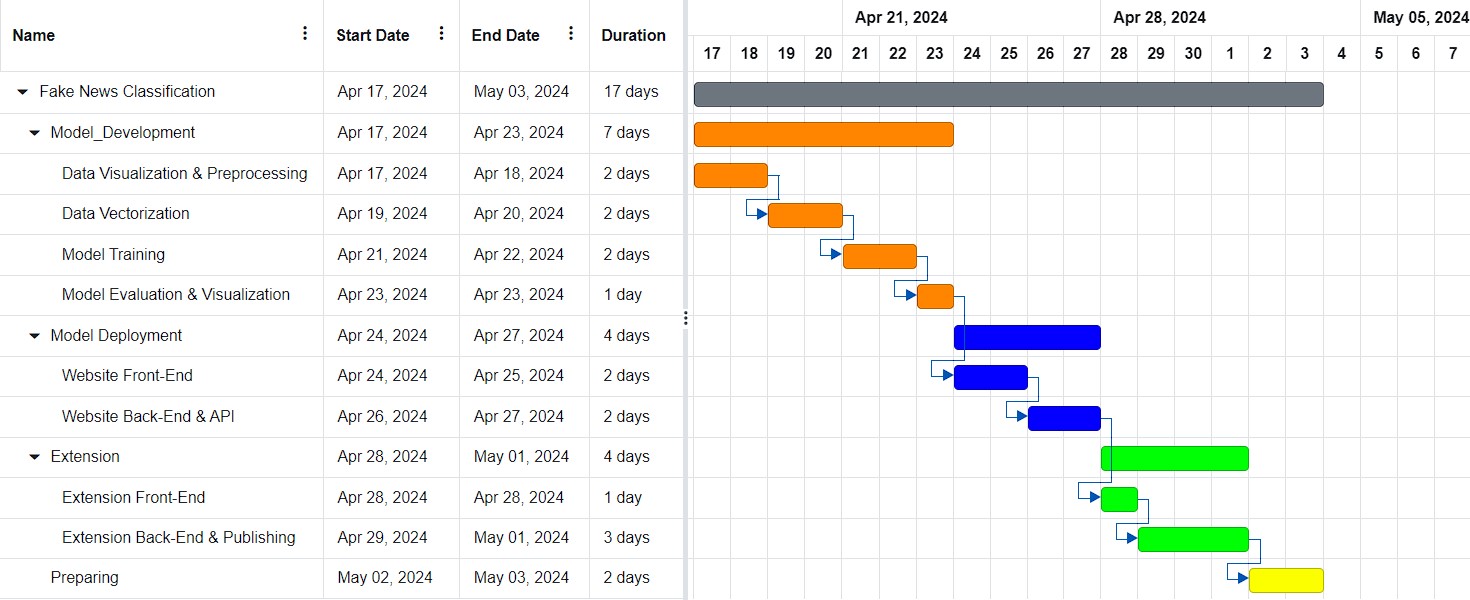 Apr 21, 2024 Apr 28, 2024 May 05, 2024
Name Start Date End Date Duration
17 18 19 20 21 22 23 24 25 26 27 28 29 30 1 2 3 4 5 6 7
Fake News Classification Apr 17, 2024 May 03, 2024 17 days
Model_Development Apr 17, 2024 Apr 23, 2024 7 days
Data Visualization & Preprocessing Apr 17, 2024 Apr 18, 2024 2 days
Data Vectorization Apr 19, 2024 Apr 20, 2024 2 days
Model Training Apr 21, 2024 Apr 22, 2024 2 days
Model Evaluation & Visualization Apr 23, 2024 Apr 23, 2024 1 day
Model Deployment Apr 24, 2024 Apr 27, 2024 4 days
Website Front-End Apr 24, 2024 Apr 25, 2024 2 days
Website Back-End & API Apr 26, 2024 Apr 27, 2024 2 days
Extension Apr 28, 2024 May 01, 2024 4 days
Extension Front-End Apr 28, 2024 Apr 28, 2024 1 day
Extension Back-End & Publishing Apr 29, 2024 May 01, 2024 3 days
Preparing May 02, 2024 May 03, 2024 2 days